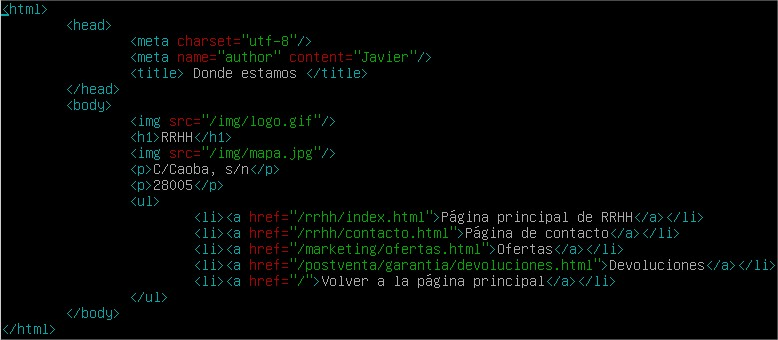 <html>
<head>
<meta charset="utf-8"/>
<meta name="author" content="Javier"/>
<title> Donde estamos </title>
</head>
<body>
<img src="/img/logo.gif"/>
<h1>RRHH</h1>
<img src="/img/mapa.jpg"/>
<p>C/Caoba, s/n</p>
<p>28005</p>
<ul>
<li><a href="/rrhh/index.html">Página principal de RRHH</a></li>
<li><a href="/rrhh/contacto.html">Página de contacto</a></li>
<li><a href="/marketing/ofertas.html">Ofertas</a></li>
<li><a href="/postventa/garantia/devoluciones.html">Devoluciones</a></li>
<li><a href="/">Volver a la página principal</a></li>
</ul>
</body>
</html>